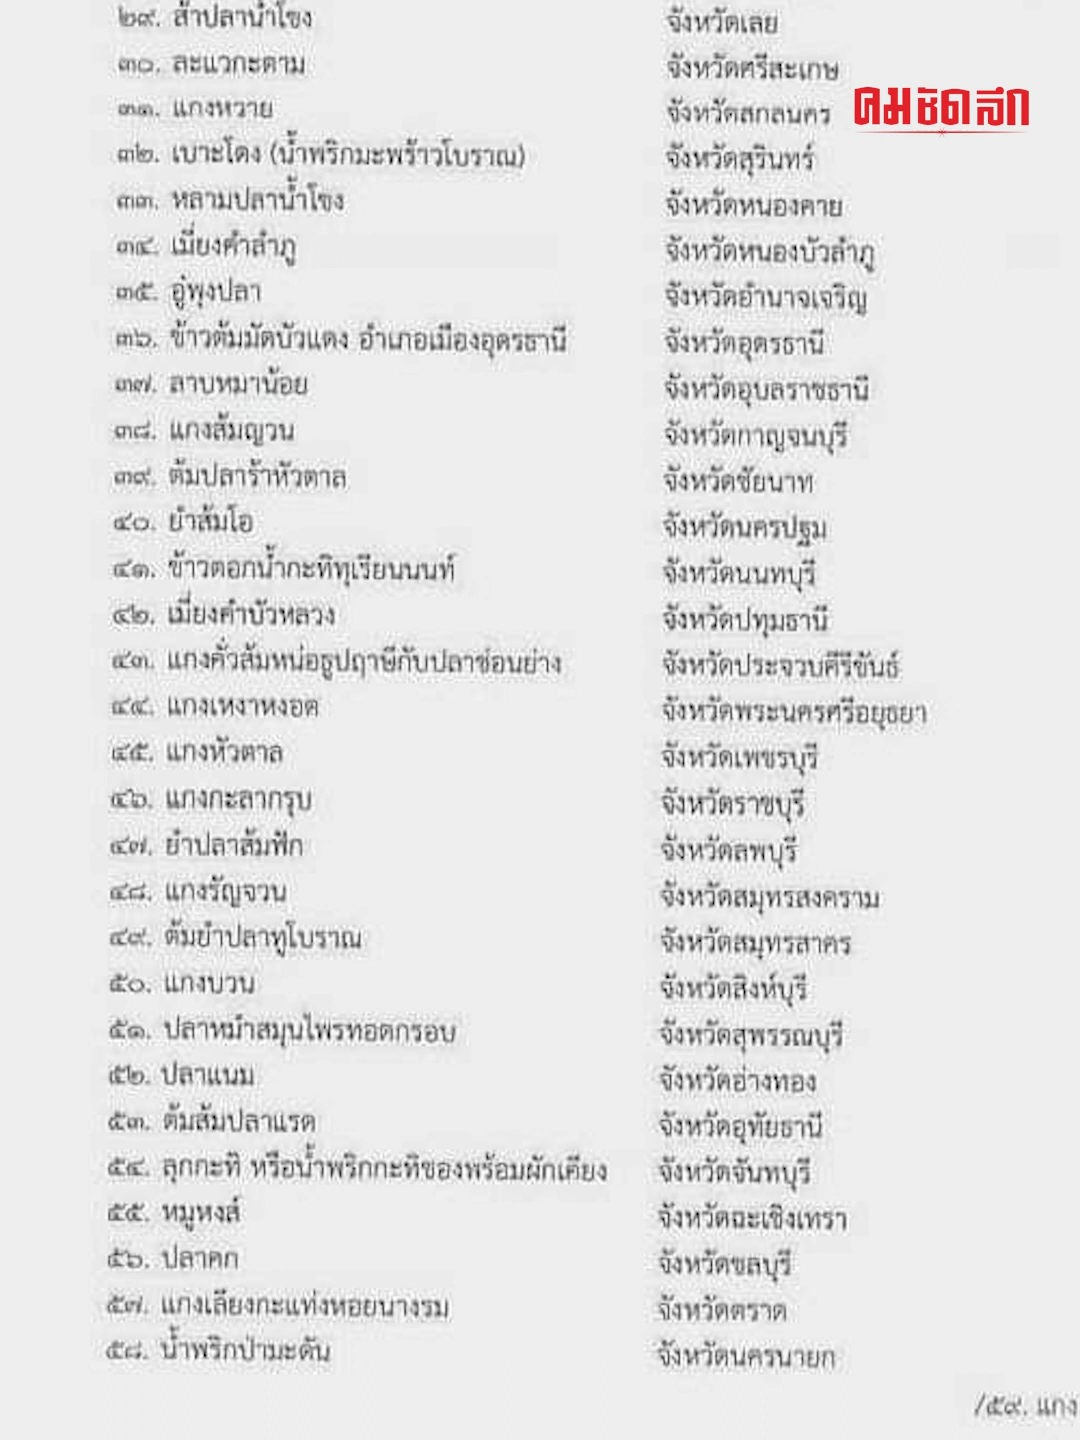 ๒๙. ส้าปลาน้ำโขง จังหวัดเลย
๓๐. ละแวกะตาม จังหวัดศรีสะเกษ
๓๑. แกงหวาย จังหวัดสกลนคร
คมชัดลึก
๓๒. เบาะโดง (น้ำพริกมะพร้าวโบราณ) จังหวัดสุรินทร์
๓๓. หลามปลาน้ำโขง จังหวัดหนองคาย
๓๔. เมี่ยงคำลำภู จังหวัดหนองบัวลำภู
๓๕. อู๋พุงปลา จังหวัดอำนาจเจริญ
๓๖. ข้าวต้มมัดบัวแดง อำเภอเมืองอุดรธานี จังหวัดอุดรธานี
๓๗. ลาบหมาน้อย จังหวัดอุบลราชธานี
๓๘. แกงส้มญวน จังหวัดกาญจนบุรี
๓๙. ต้มปลาร้าหัวตาล จังหวัดชัยนาท
๔๐. ยำส้มโอ จังหวัดนครปฐม
๔๑. ข้าวตอกน้ำกะทิทุเรียนนนท์ จังหวัดนนทบุรี
๔๒. เมี่ยงคำบัวหลวง จังหวัดปทุมธานี
๔๓. แกงคั่วส้มหน่อธูปฤาษีกับปลาช่อนย่าง จังหวัดประจวบคีรีขันธ์
๔๔. แกงเหงาหงอด จังหวัดพระนครศรีอยุธยา
๔๕. แกงหัวตาล จังหวัดเพชรบุรี
๔๖. แกงกะลากรุบ จังหวัดราชบุรี
๔๗. ยำปลาส้มฟัก จังหวัดลพบุรี
๔๘. แกงรัญจวน จังหวัดสมุทรสงคราม
๔๙. ต้มยำปลาทูโบราณ จังหวัดสมุทรสาคร
๕๐. แกงบวน จังหวัดสิงห์บุรี
๕๑. ปลาหมำสมุนไพรทอดกรอบ จังหวัดสุพรรณบุรี
๕๒. ปลาแนม จังหวัดอ่างทอง
๕๓. ต้มส้มปลาแรด จังหวัดอุทัยธานี
๕๔. ลุกกะทิ หรือน้ำพริกกะทิของพร้อมผักเคียง จังหวัดจันทบุรี
๕๕. หมูหงส์ จังหวัดฉะเชิงเทรา
๕๖. ปลาคก จังหวัดชลบุรี
๕๗. แกงเลียงกะแท่งหอยนางรม จังหวัดตราด
๕๘. น้ำพริกป่ามะดัน จังหวัดนครนายก
/๕๙. แกง